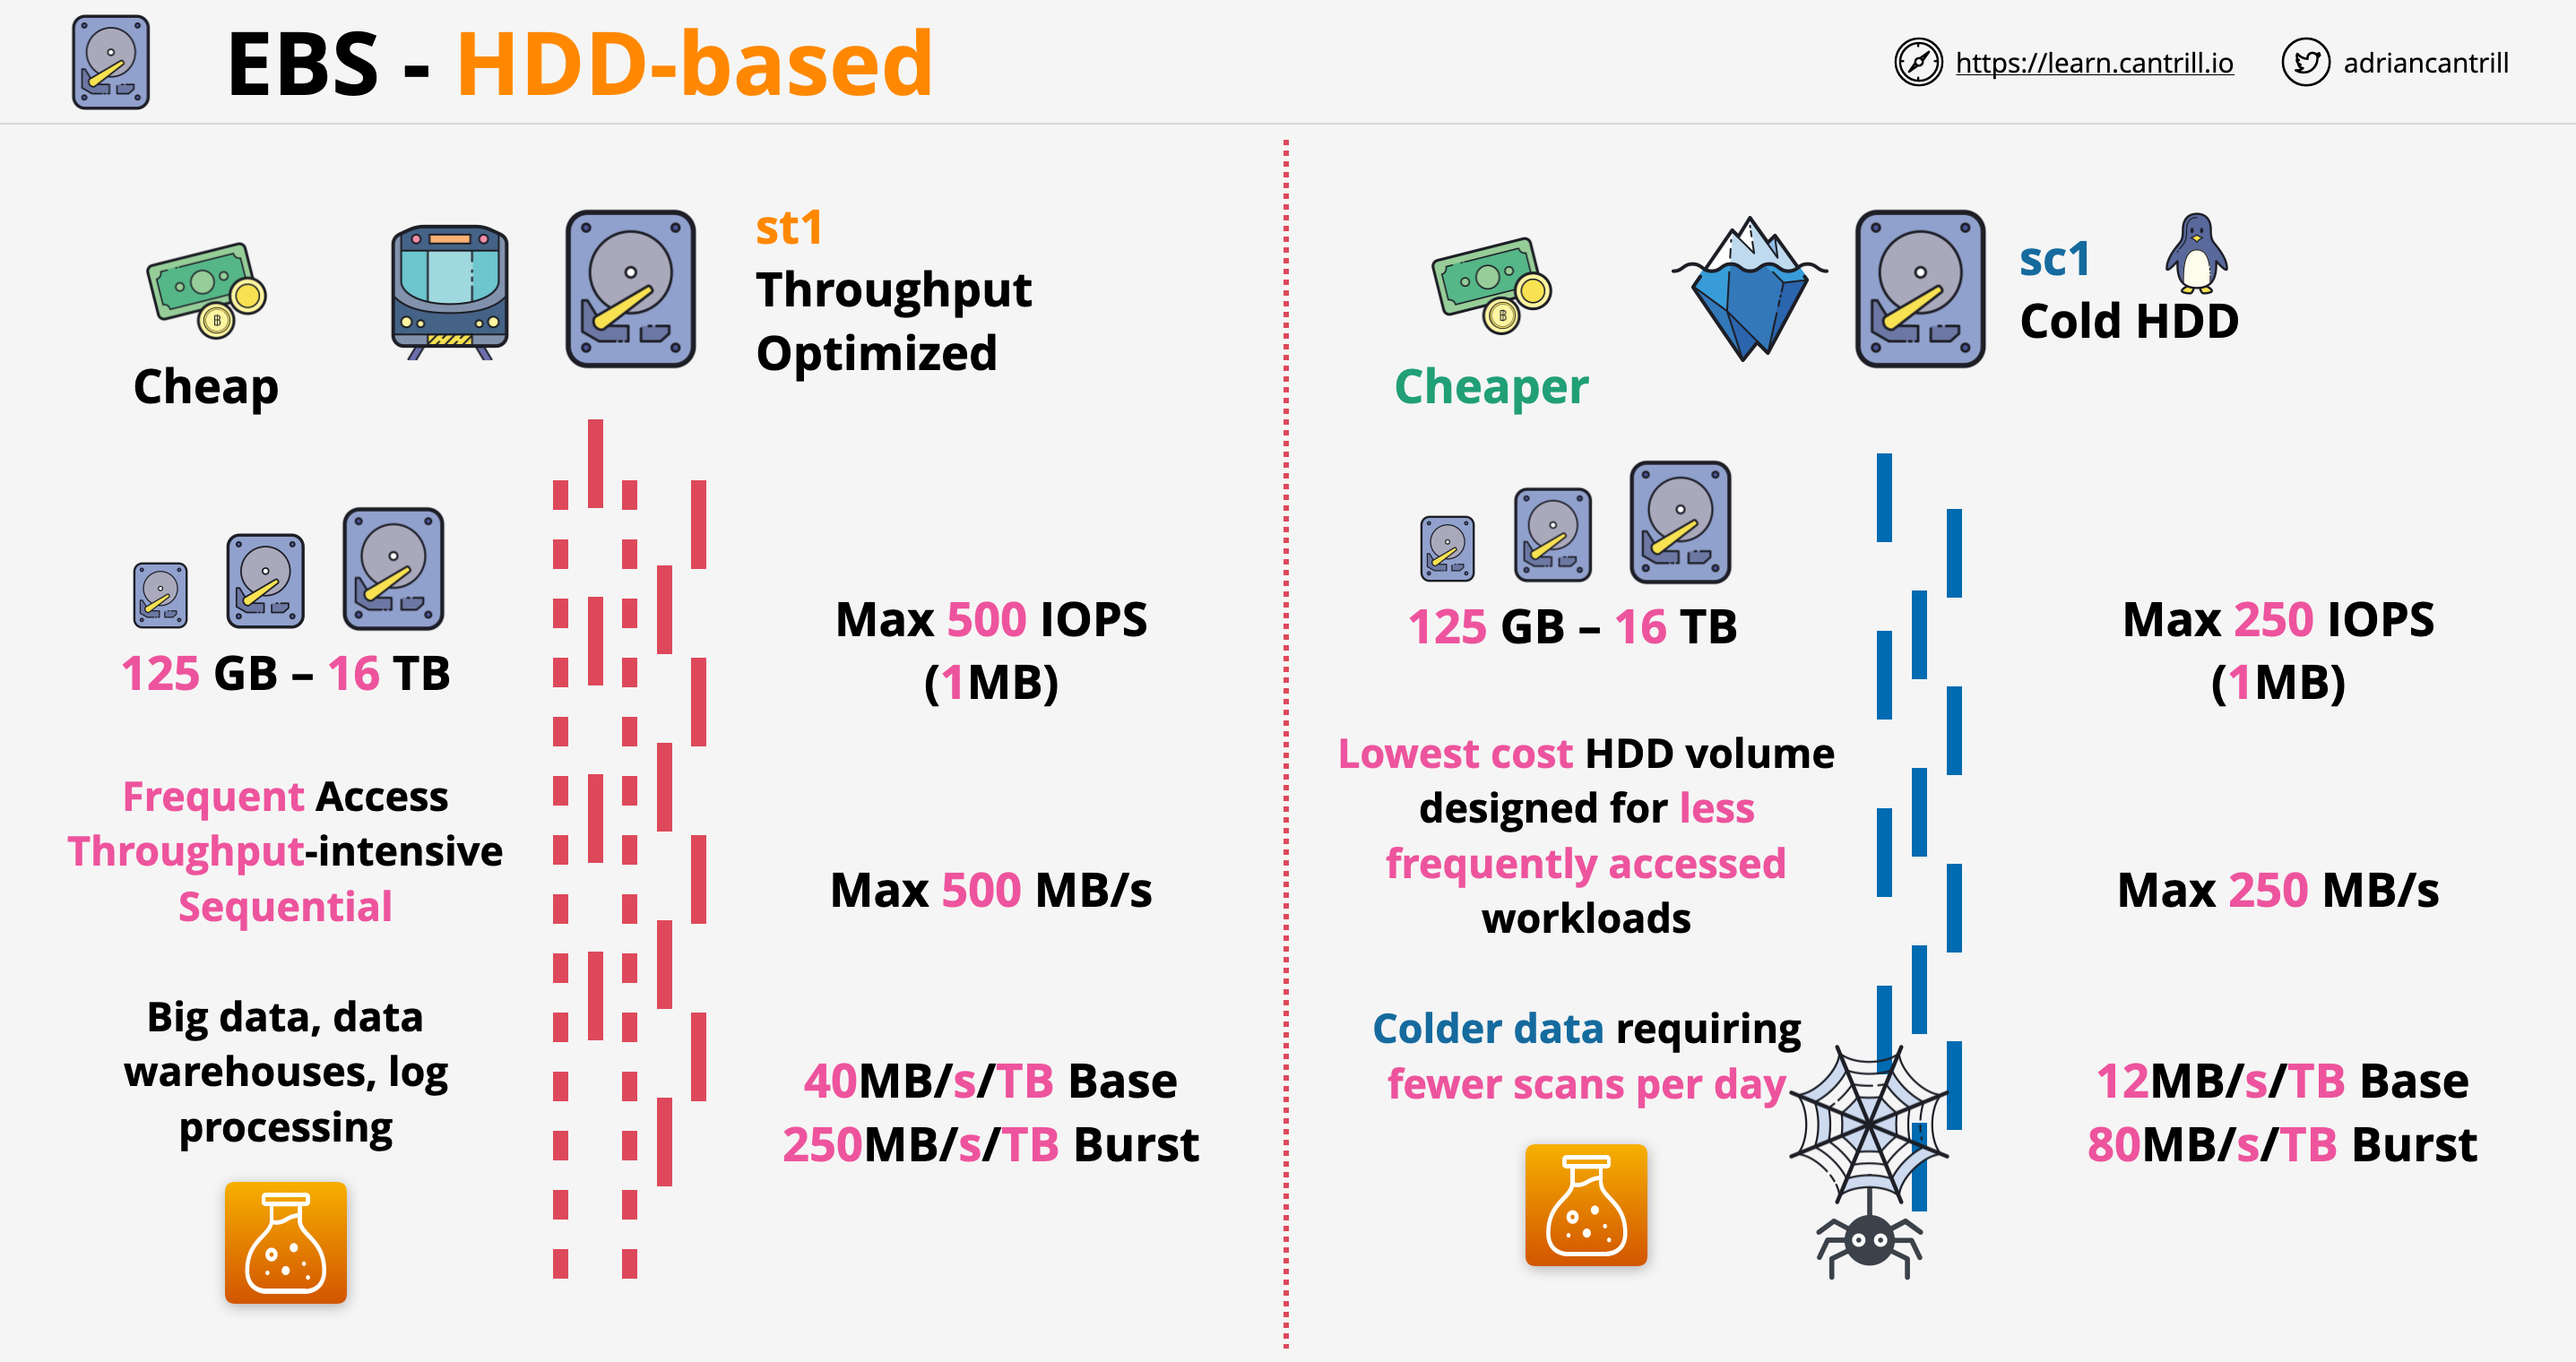 EBS - HDD-based
https://learn.cantrill.io
adriancantrill
st1
Throughput
Optimized
Cheap
125 GB – 16 TB
Frequent Access
Throughput-intensive
Sequential
Big data, data
warehouses, log
processing
Max 500 IOPS
(1MB)
Max 500 MB/s
40MB/s/TB Base
250MB/s/TB Burst
sc1
Cold HDD
Cheaper
125 GB – 16 TB
Lowest cost HDD volume
designed for less
frequently accessed
workloads
Colder data requiring
fewer scans per day
Max 250 IOPS
(1MB)
Max 250 MB/s
12MB/s/TB Base
80MB/s/TB Burst